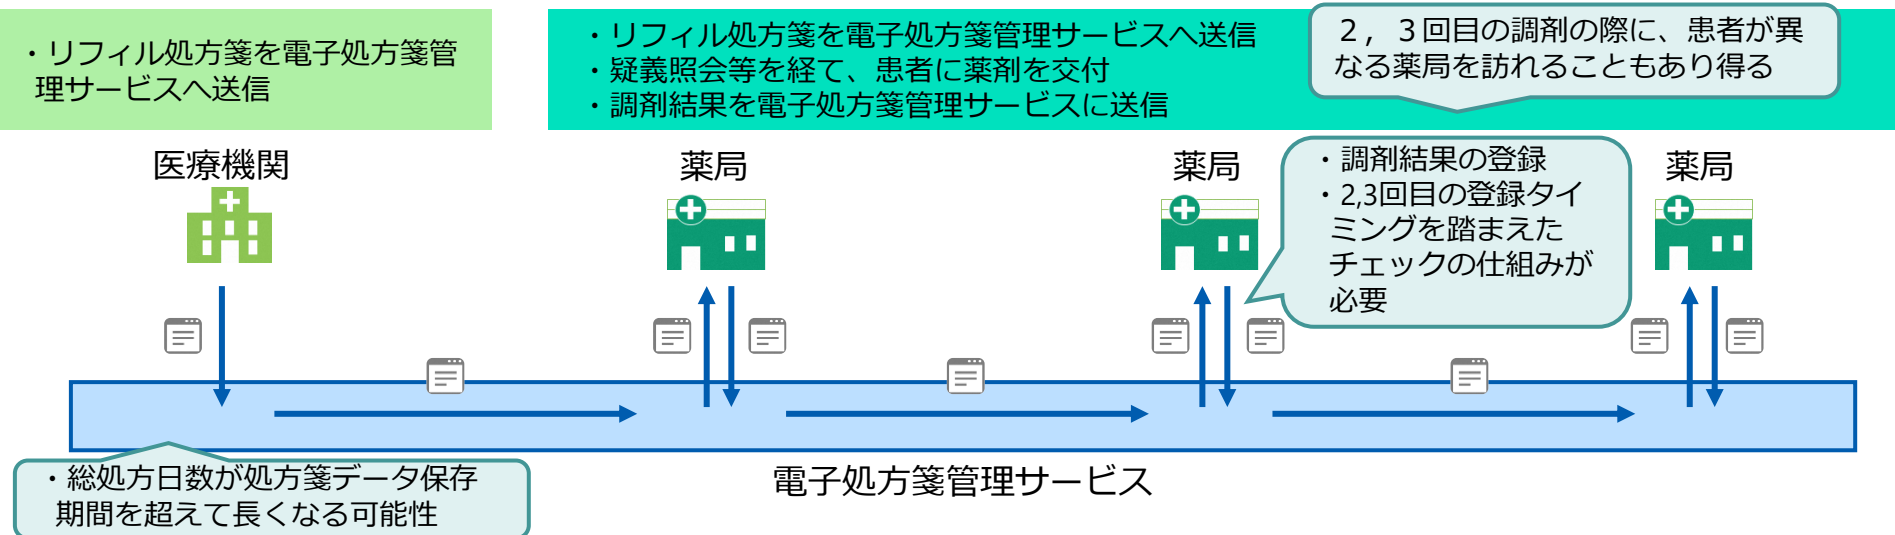 ・リフィル処方箋を電子処方箋管
理サービスへ送信
・リフィル処方箋を電子処方箋管理サービスへ送信
・疑義照会等を経て、患者に薬剤を交付
・調剤結果を電子処方箋管理サービスに送信
２，３回目の調剤の際に、患者が異
なる薬局を訪れることもあり得る
医療機関
薬局
薬局
・調剤結果の登録
・2,3回目の登録タイ
ミングを踏まえた
チェックの仕組みが
必要
薬局
・総処方日数が処方箋データ保存
期間を超えて長くなる可能性
電子処方箋管理サービス